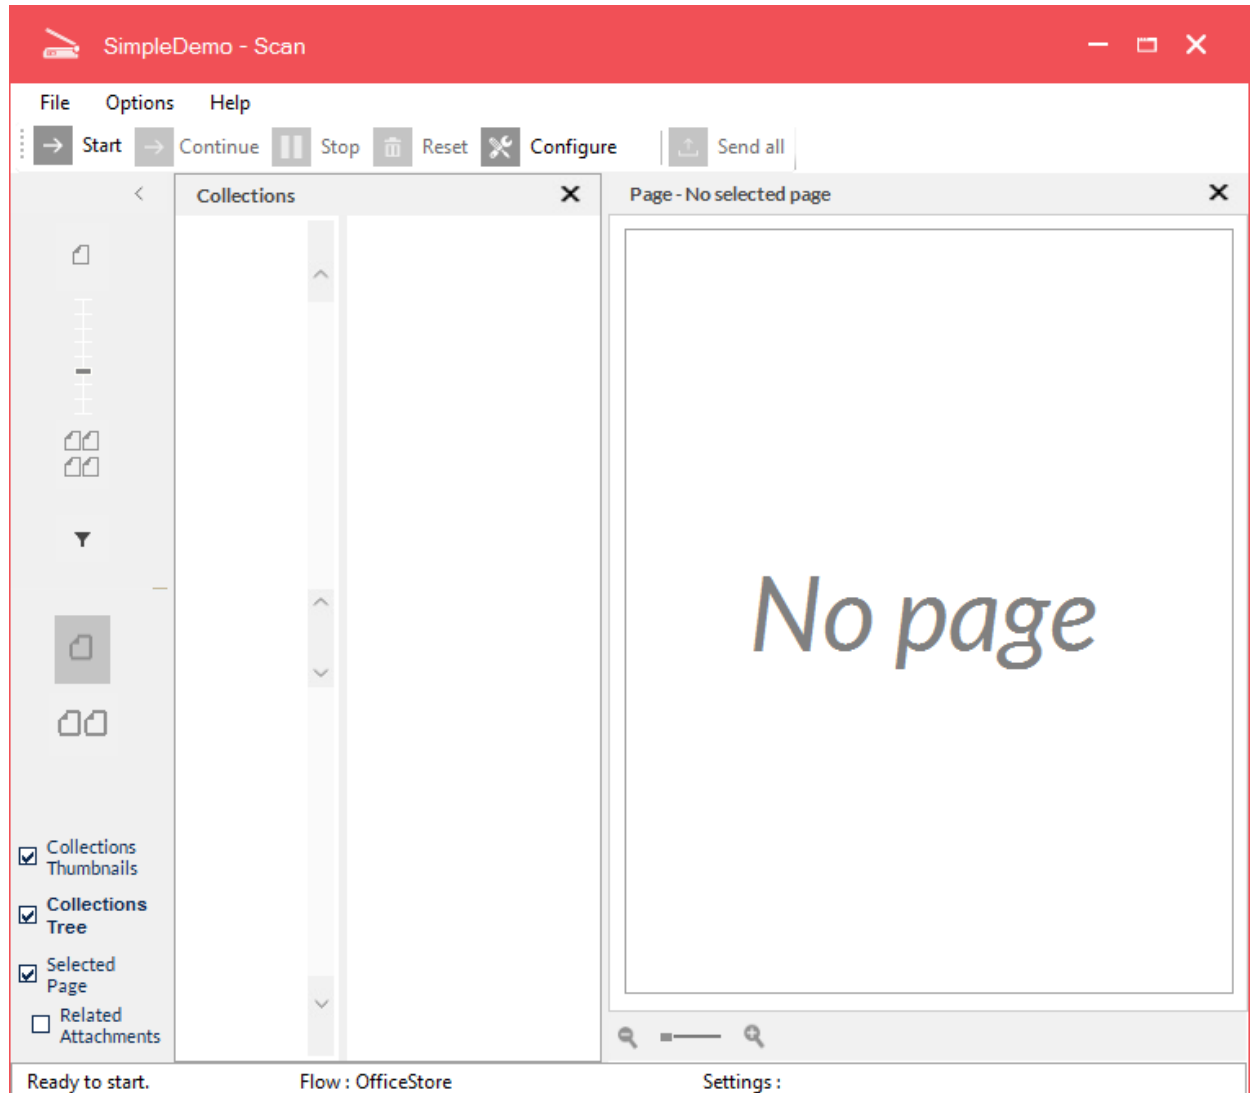 SimpleDemo - Scan
File Options Help
Start Continue Stop Reset Configure Send all
Collections
Page - No selected page
No page
Collections
Thumbnails
Collections
Tree
Selected
Page
Related
Attachments
Ready to start. Flow : OfficeStore Settings :